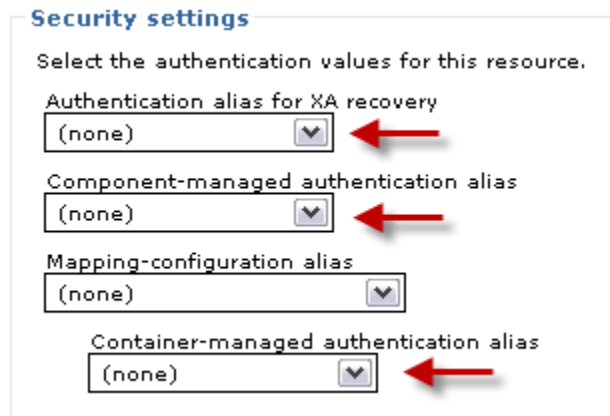 Security settings
Select the authentication values for this resource.
Authentication alias for XA recovery
(none)
Component-managed authentication alias
(none)
Mapping-configuration alias
(none)
Container-managed authentication alias
(none)